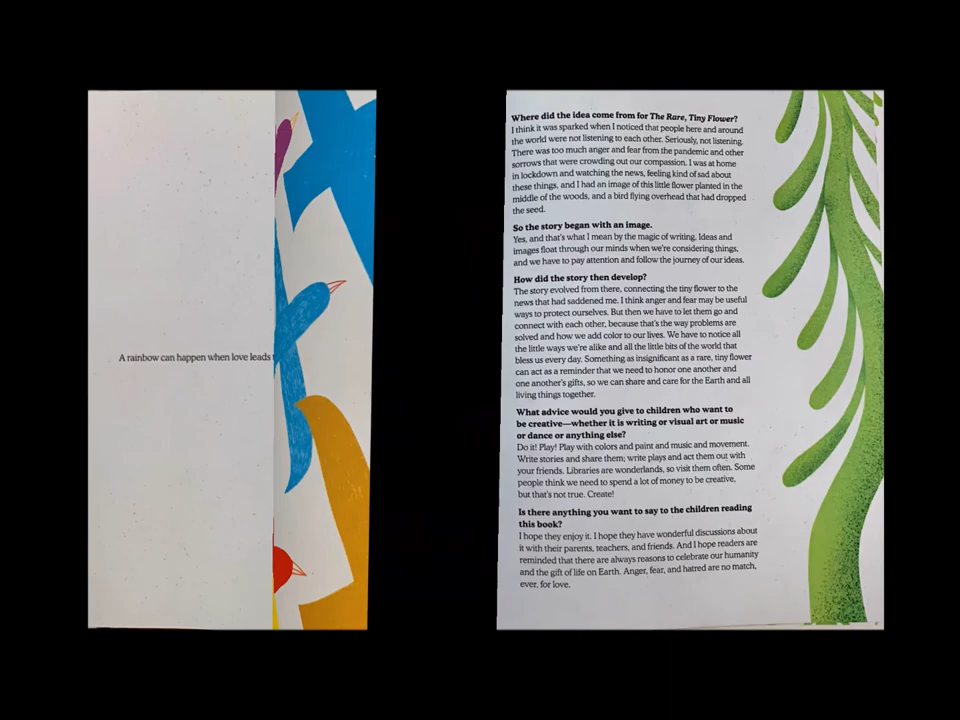 A rainbow can happen when love leads
Where did the idea come from for The Rare, Tiny Flower?
I think it was sparked when I noticed that people here and around
the world were not listening to each other. Seriously, not listening.
There was too much anger and fear from the pandemic and other
sorrows that were crowding out our compassion. I was at home
in lockdown and watching the news, feeling kind of sad about
these things, and I had an image of this little flower planted in the
middle of the woods, and a bird flying overhead that had dropped
the seed.
So the story began with an image.
Yes, and that's what I mean by the magic of writing. Ideas and
images float through our minds when we're considering things,
and we have to pay attention and follow the journey of our ideas.
How did the story then develop?
The story evolved from there, connecting the tiny flower to the
news that had saddened me. I think anger and fear may be useful
ways to protect ourselves. But then we have to let them go and
connect with each other, because that's the way problems are
solved and how we add color to our lives. We have to notice all
the little ways we're alike and all the little bits of the world that
bless us every day. Something as insignificant as a rare, tiny flower
can act as a reminder that we need to honor one another and
one another's gifts, so we can share and care for the Earth and all
living things together.
What advice would you give to children who want to
be creative—whether it is writing or visual art or music
or dance or anything else?
Do it! Play! Play with colors and paint and music and movement.
Write stories and share them; write plays and act them out with
your friends. Libraries are wonderlands, so visit them often. Some
people think we need to spend a lot of money to be creative,
but that's not true. Create!
Is there anything you want to say to the children reading
this book?
I hope they enjoy it. I hope they have wonderful discussions about
it with their parents, teachers, and friends. And I hope readers are
reminded that there are always reasons to celebrate our humanity
and the gift of life on Earth. Anger, fear, and hatred are no match,
ever, for love.